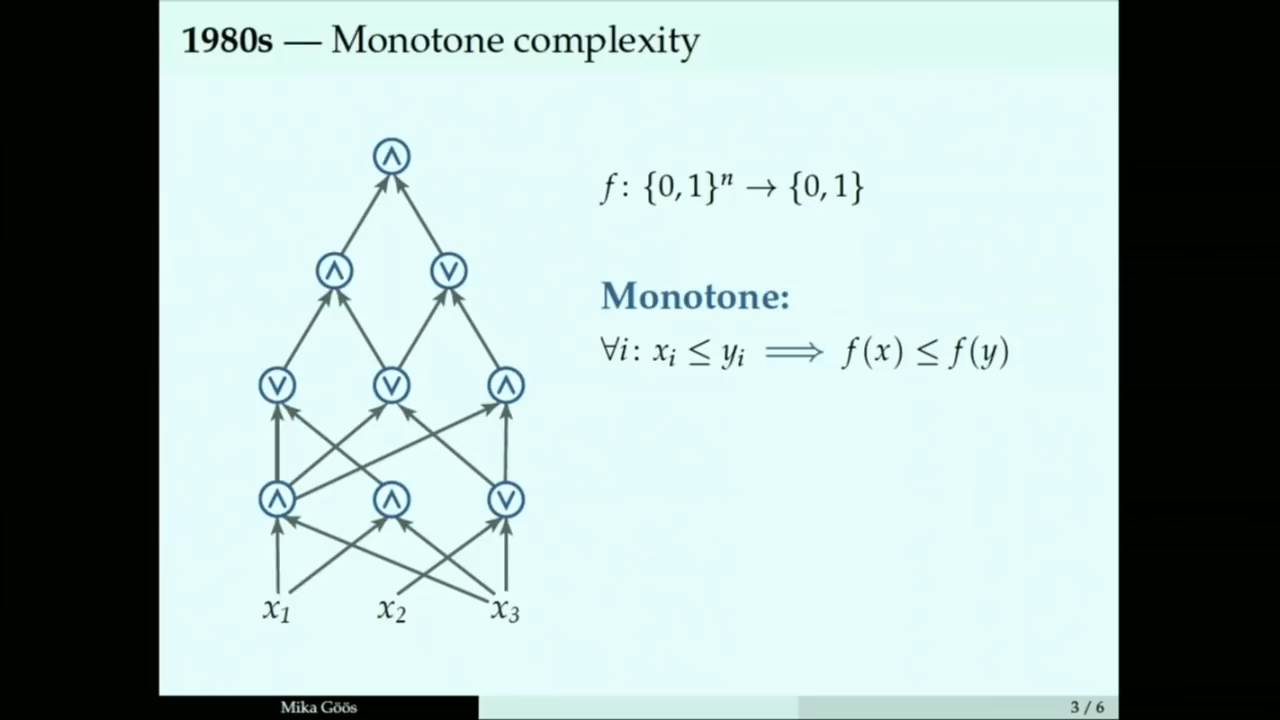 1980s — Monotone complexity
∧
f: {0,1}ⁿ → {0,1}
∧ ∨
Monotone:
∀i: xᵢ ≤ yᵢ ⟹ f(x) ≤ f(y)
∨ ∨ ∧
∧ ∧ ∨
x₁ x₂ x₃
Mika Göös
3 / 6